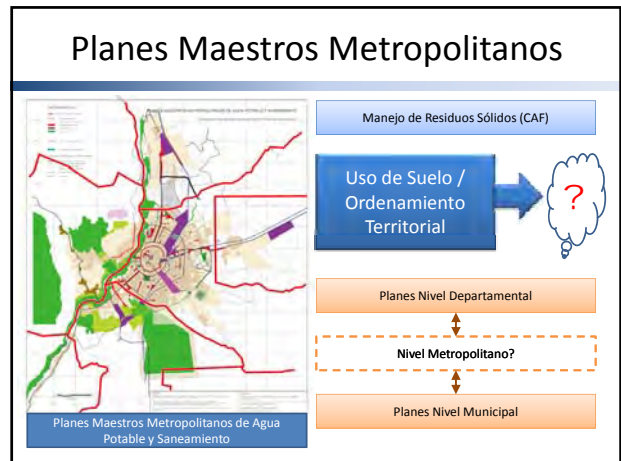 Planes Maestros Metropolitanos
Manejo de Residuos Sólidos (CAF)
Uso de Suelo /
Ordenamiento
Territorial
?
Planes Nivel Departamental
Nivel Metropolitano?
Planes Nivel Municipal
Planes Maestros Metropolitanos de Agua
Potable y Saneamiento